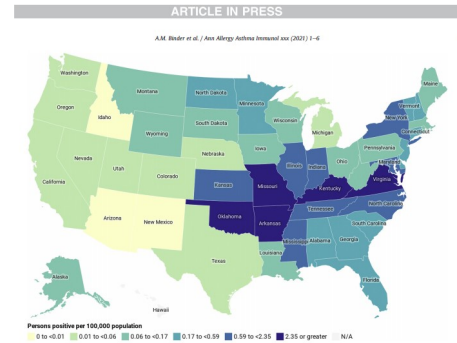 ARTICLE IN PRESS
A.M. Binder et al. / Ann Allergy Asthma Immunol xxx (2021) 1–6
Washington
Maine
Montana
North Dakota
Minnesota
Vermont
Oregon
Idaho
South Dakota
Wisconsin
New York
Wyoming
Michigan
Connecticut
Iowa
Nebraska
Pennsylvania
Nevada
Illinois
Indiana
Ohio
Maryland
Utah
Colorado
Kansas
Missouri
Kentucky
Virginia
California
Oklahoma
Arkansas
Tennessee
North Carolina
Arizona
New Mexico
Mississippi
Alabama
Georgia
South Carolina
Texas
Louisiana
Alaska
Florida
Hawaii
Persons positive per 100,000 population
0 to <0.01 0.01 to <0.06 0.06 to <0.17 0.17 to <0.59 0.59 to <2.35 2.35 or greater N/A